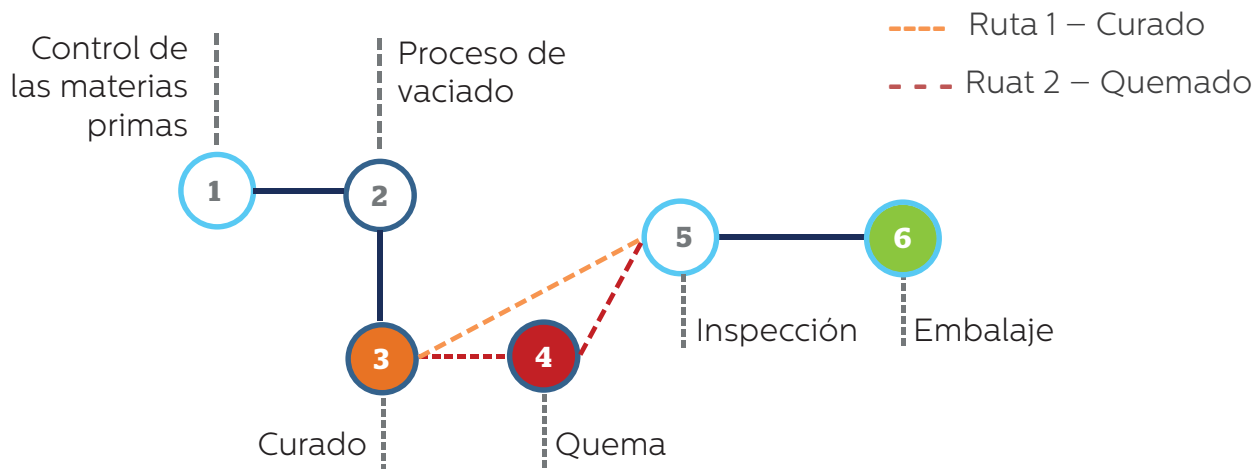 Control de
las materias
primas
Proceso de
vaciado
Ruta 1 – Curado
Ruat 2 – Quemado
1
2
5
6
Inspección
Embalaje
3
4
Curado
Quema